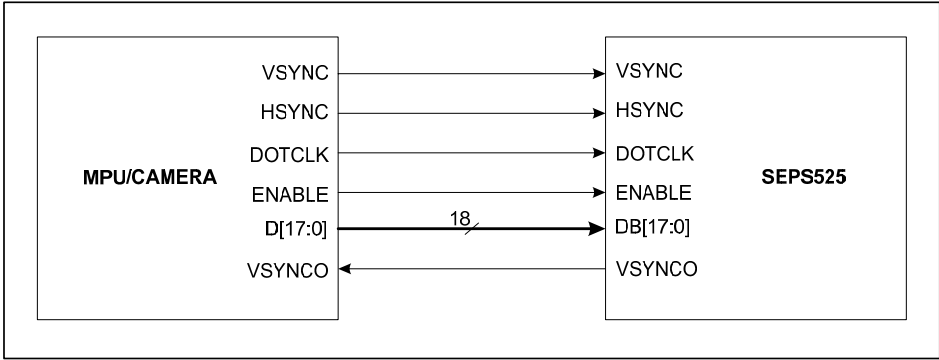 VSYNC VSYNC
HSYNC HSYNC
DOTCLK DOTCLK
MPU/CAMERA SEPS525
ENABLE ENABLE
18
D[17:0] DB[17:0]
VSYNCO VSYNCO